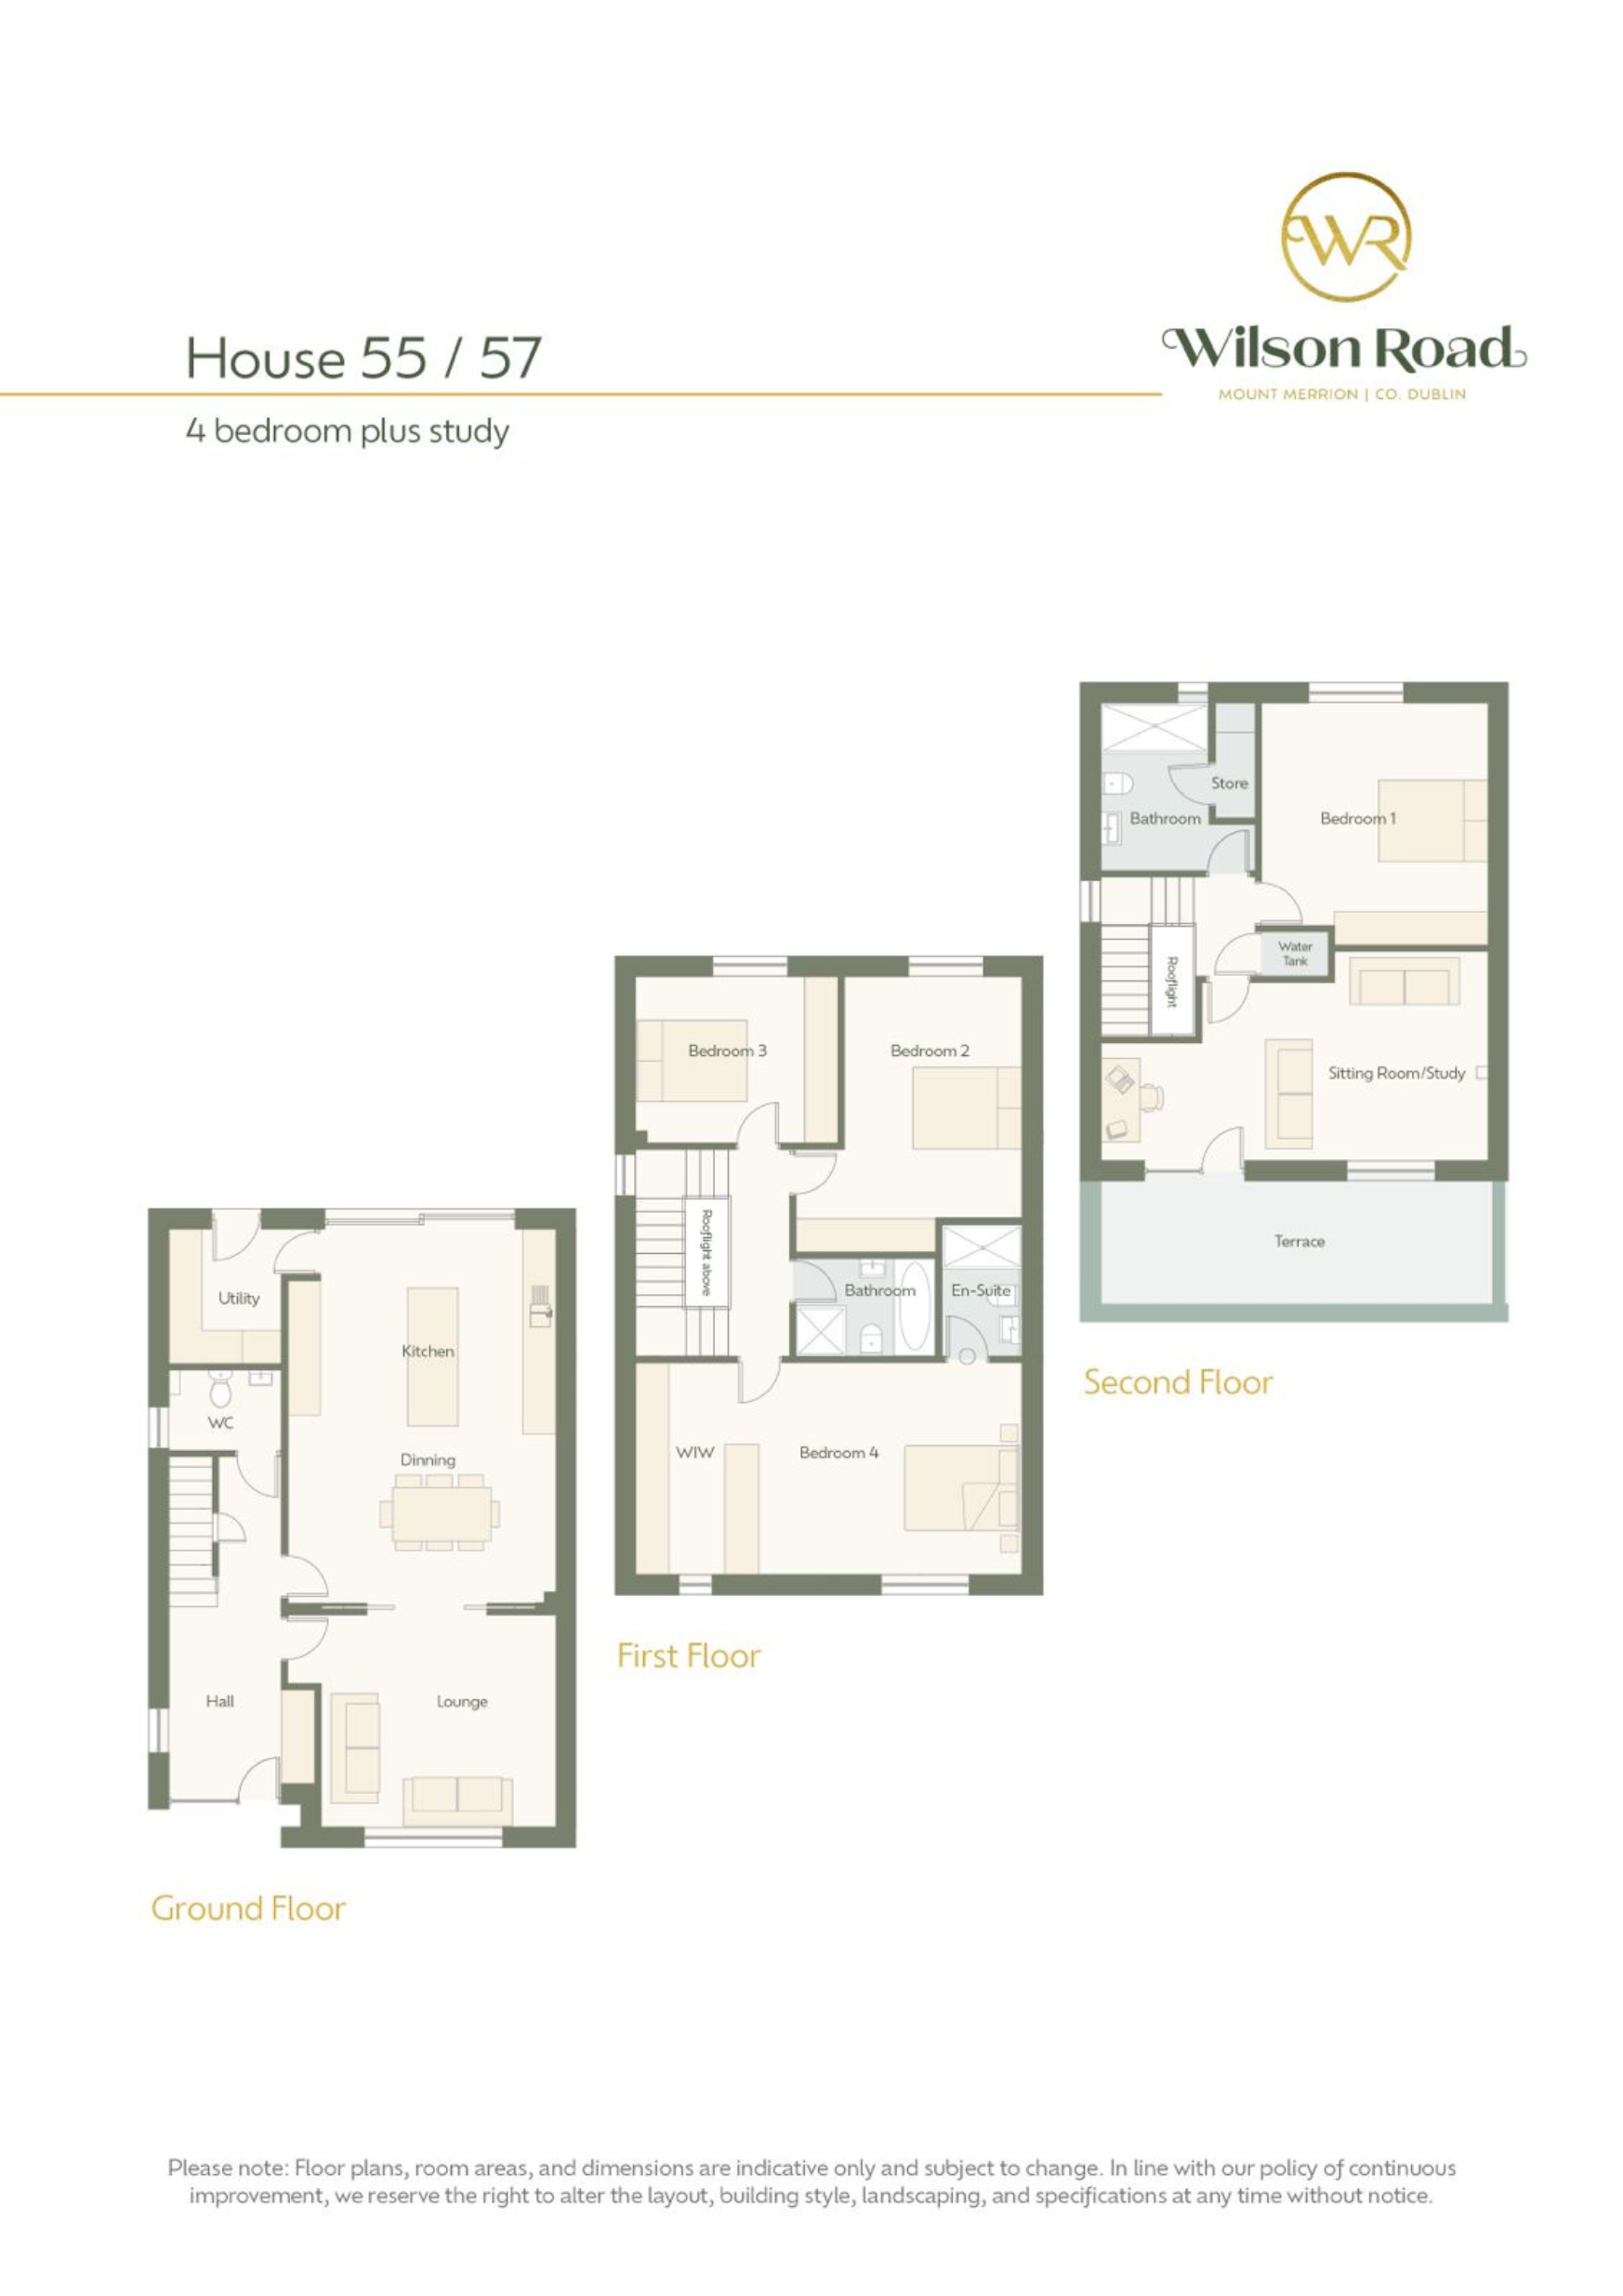 WR
Wilson Road
MOUNT MERRION | CO. DUBLIN
House 55 / 57
4 bedroom plus study
Store
Bathroom
Bedroom 1
Water
Tank
Rooflight
Sitting Room/Study
Terrace
Second Floor
Bedroom 3
Bedroom 2
Rooflight above
Bathroom
En-Suite
WIW
Bedroom 4
First Floor
Utility
Kitchen
WC
Dinning
Hall
Lounge
Ground Floor
Please note: Floor plans, room areas, and dimensions are indicative only and subject to change. In line with our policy of continuous
improvement, we reserve the right to alter the layout, building style, landscaping, and specifications at any time without notice.